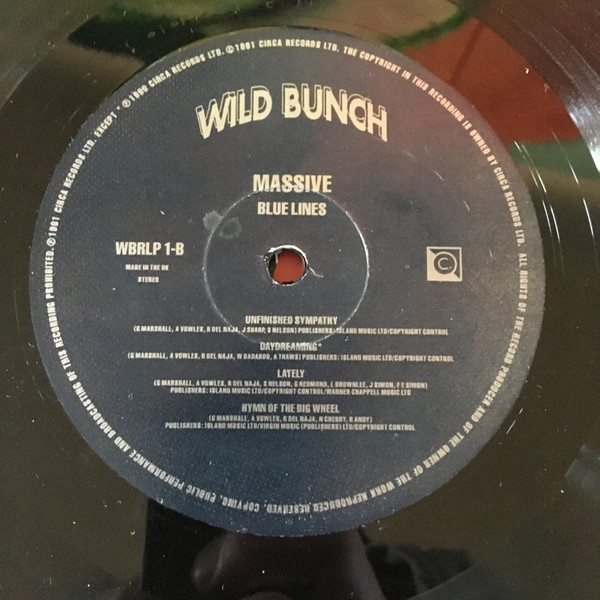 ℗1991 CIRCA RECORDS LTD. EXCEPT * ℗ 1990 CIRCA RECORDS LTD. ©1991 CIRCA RECORDS LTD. THE COPYRIGHT IN THIS RECORDING IS OWNED BY CIRCA RECORDS LTD. ALL RIGHTS OF THE RECORD PRODUCER AND OF THE OWNER OF THE WORK REPRODUCED RESERVED. COPYING, PUBLIC PERFORMANCE AND BROADCASTING OF THIS RECORDING PROHIBITED.
WILD BUNCH
MASSIVE
BLUE LINES
WBRLP 1-B
MADE IN THE UK
STEREO
C.
UNFINISHED SYMPATHY
(G MARSHALL, A VOWLES, R DEL NAJA, J SHARP, S NELSON) PUBLISHERS: ISLAND MUSIC LTD/COPYRIGHT CONTROL
DAYDREAMING*
(G MARSHALL, A VOWLES, R DEL NAJA, W BADAROU, A THAWS) PUBLISHERS: ISLAND MUSIC LTD/COPYRIGHT CONTROL
LATELY
(G MARSHALL, A VOWLES, R DEL NAJA, S NELSON, G REDMOND, L BROWNLEE, J SIMON, F E SIMON)
PUBLISHERS: ISLAND MUSIC LTD/COPYRIGHT CONTROL/WARNER CHAPPELL MUSIC LTD
HYMN OF THE BIG WHEEL
(G MARSHALL, A VOWLES, R DEL NAJA, N CHERRY, H ANDY)
PUBLISHERS: ISLAND MUSIC LTD/VIRGIN MUSIC (PUBLISHERS) LTD/COPYRIGHT CONTROL